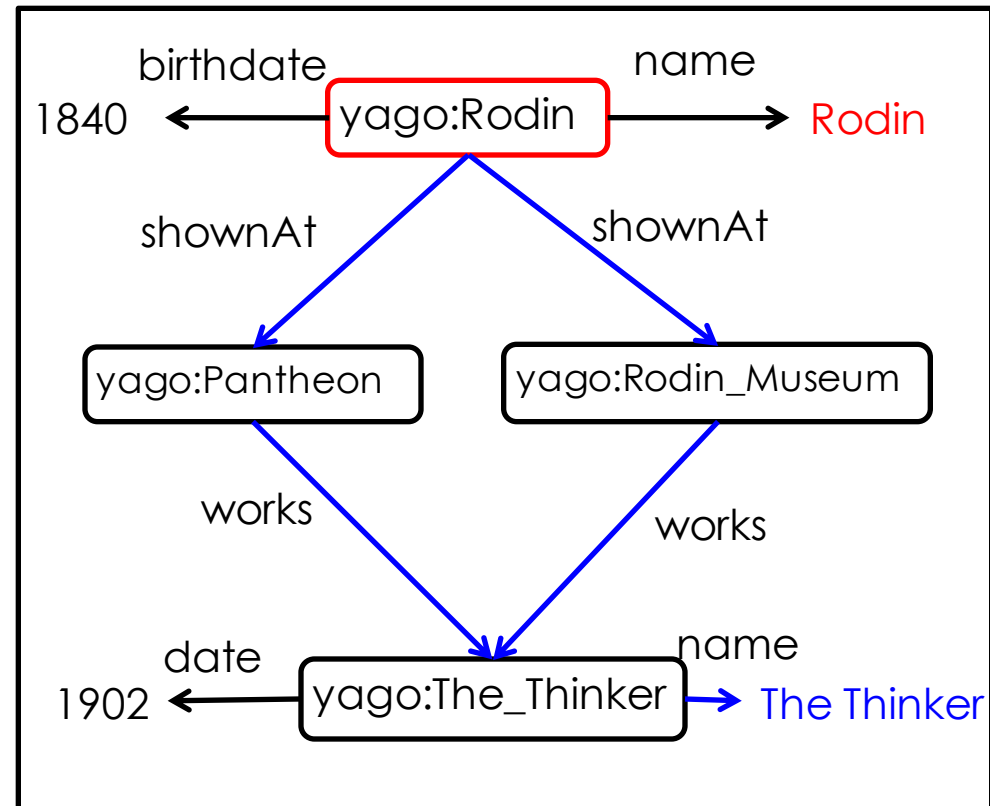 birthdate
name
1840
yago:Rodin
Rodin
shownAt
shownAt
yago:Pantheon
yago:Rodin_Museum
works
works
date
name
1902
yago:The_Thinker
The Thinker